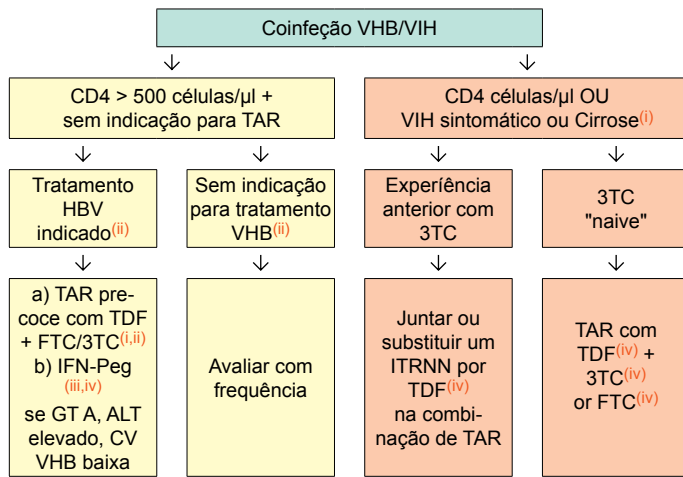 Coinfeção VHB/VIH
CD4 > 500 células/µl +
sem indicação para TAR
CD4 células/µl OU
VIH sintomático ou Cirrose(i)
Tratamento
HBV
indicado(ii)
Sem indicação
para tratamento
VHB(ii)
Experíência
anterior com
3TC
3TC
"naive"
a) TAR pre-
coce com TDF
+ FTC/3TC(i,ii)
b) IFN-Peg
(iii,iv)
se GT A, ALT
elevado, CV
VHB baixa
Avaliar com
frequência
Juntar ou
substituir um
ITRNN por
TDF(iv)
na combi-
nação de TAR
TAR com
TDF(iv) +
3TC(iv)
or FTC(iv)